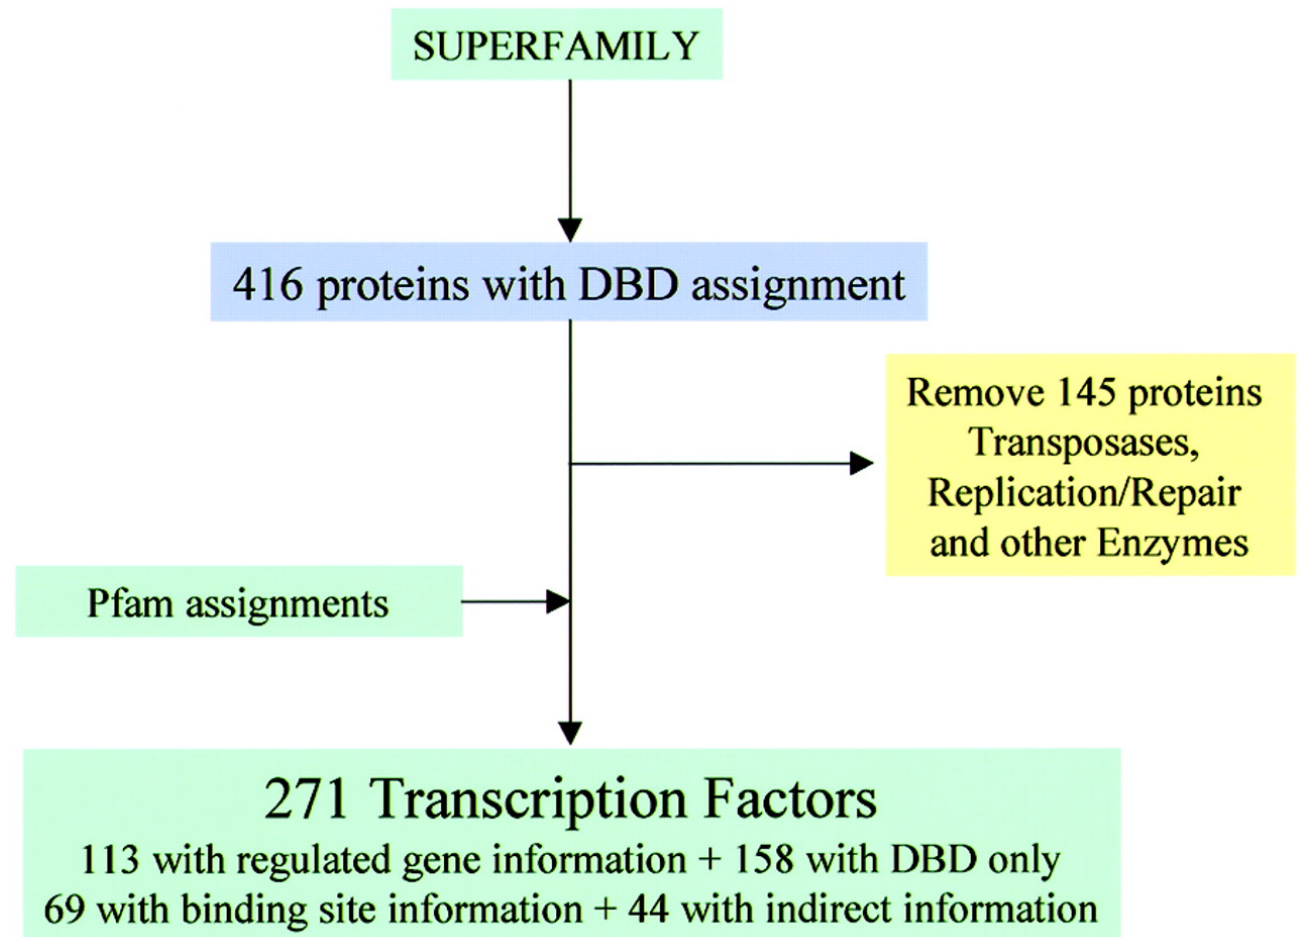 SUPERFAMILY
416 proteins with DBD assignment
Remove 145 proteins
Transposases,
Replication/Repair
and other Enzymes
Pfam assignments
271 Transcription Factors
113 with regulated gene information + 158 with DBD only
69 with binding site information + 44 with indirect information